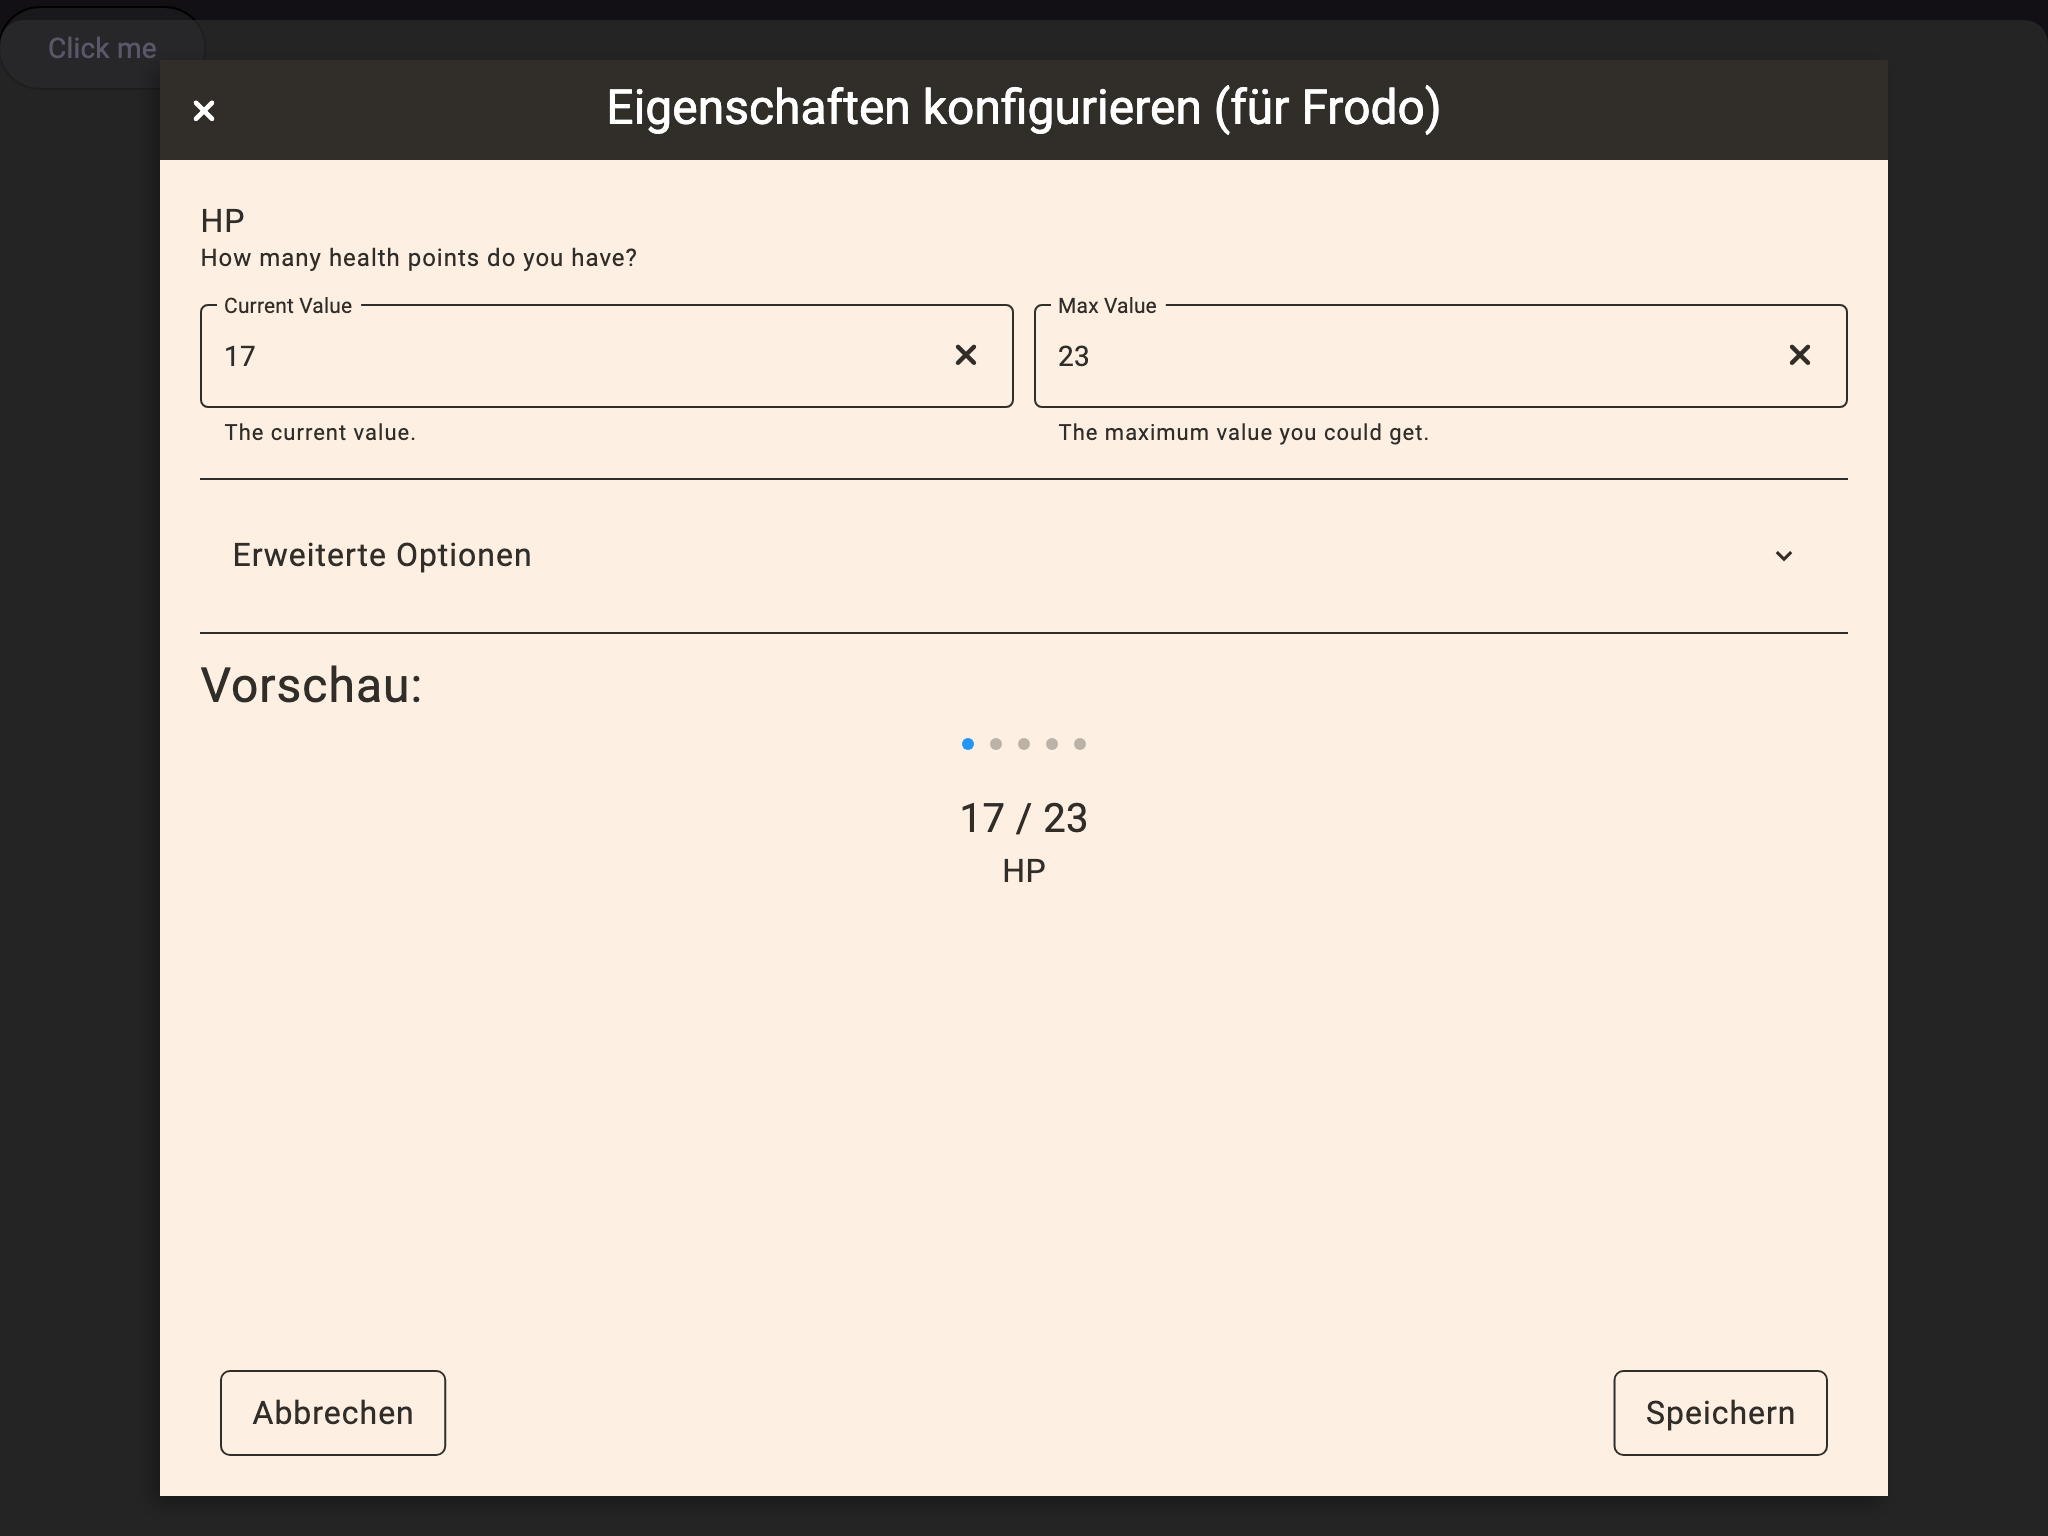 Click me
Eigenschaften konfigurieren (für Frodo)
HP
How many health points do you have?
Current Value
17
The current value.
Max Value
23
The maximum value you could get.
Erweiterte Optionen
Vorschau:
17 / 23
HP
Abbrechen
Speichern